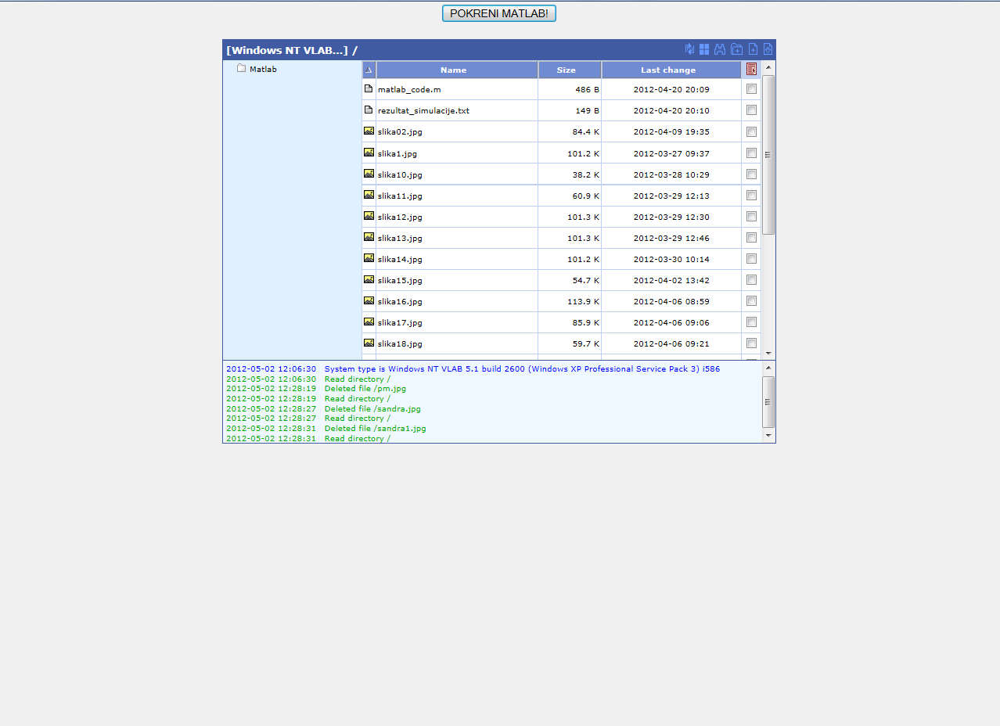 POKRENI MATLAB!
[Windows NT VLAB...] /
Matlab
Name Size Last change
matlab_code.m 486 B 2012-04-20 20:09
rezultat_simulacije.txt 149 B 2012-04-20 20:10
slika02.jpg 84.4 K 2012-04-09 19:35
slika1.jpg 101.2 K 2012-03-27 09:37
slika10.jpg 38.2 K 2012-03-28 10:29
slika11.jpg 60.9 K 2012-03-29 12:13
slika12.jpg 101.3 K 2012-03-29 12:30
slika13.jpg 101.3 K 2012-03-29 12:46
slika14.jpg 101.2 K 2012-03-30 10:14
slika15.jpg 54.7 K 2012-04-02 13:42
slika16.jpg 113.9 K 2012-04-06 08:59
slika17.jpg 85.9 K 2012-04-06 09:06
slika18.jpg 59.7 K 2012-04-06 09:21
2012-05-02 12:06:30 System type is Windows NT VLAB 5.1 build 2600 (Windows XP Professional Service Pack 3) i586
2012-05-02 12:06:30 Read directory /
2012-05-02 12:28:19 Deleted file /pm.jpg
2012-05-02 12:28:19 Read directory /
2012-05-02 12:28:27 Deleted file /sandra.jpg
2012-05-02 12:28:27 Read directory /
2012-05-02 12:28:31 Deleted file /sandra1.jpg
2012-05-02 12:28:31 Read directory /